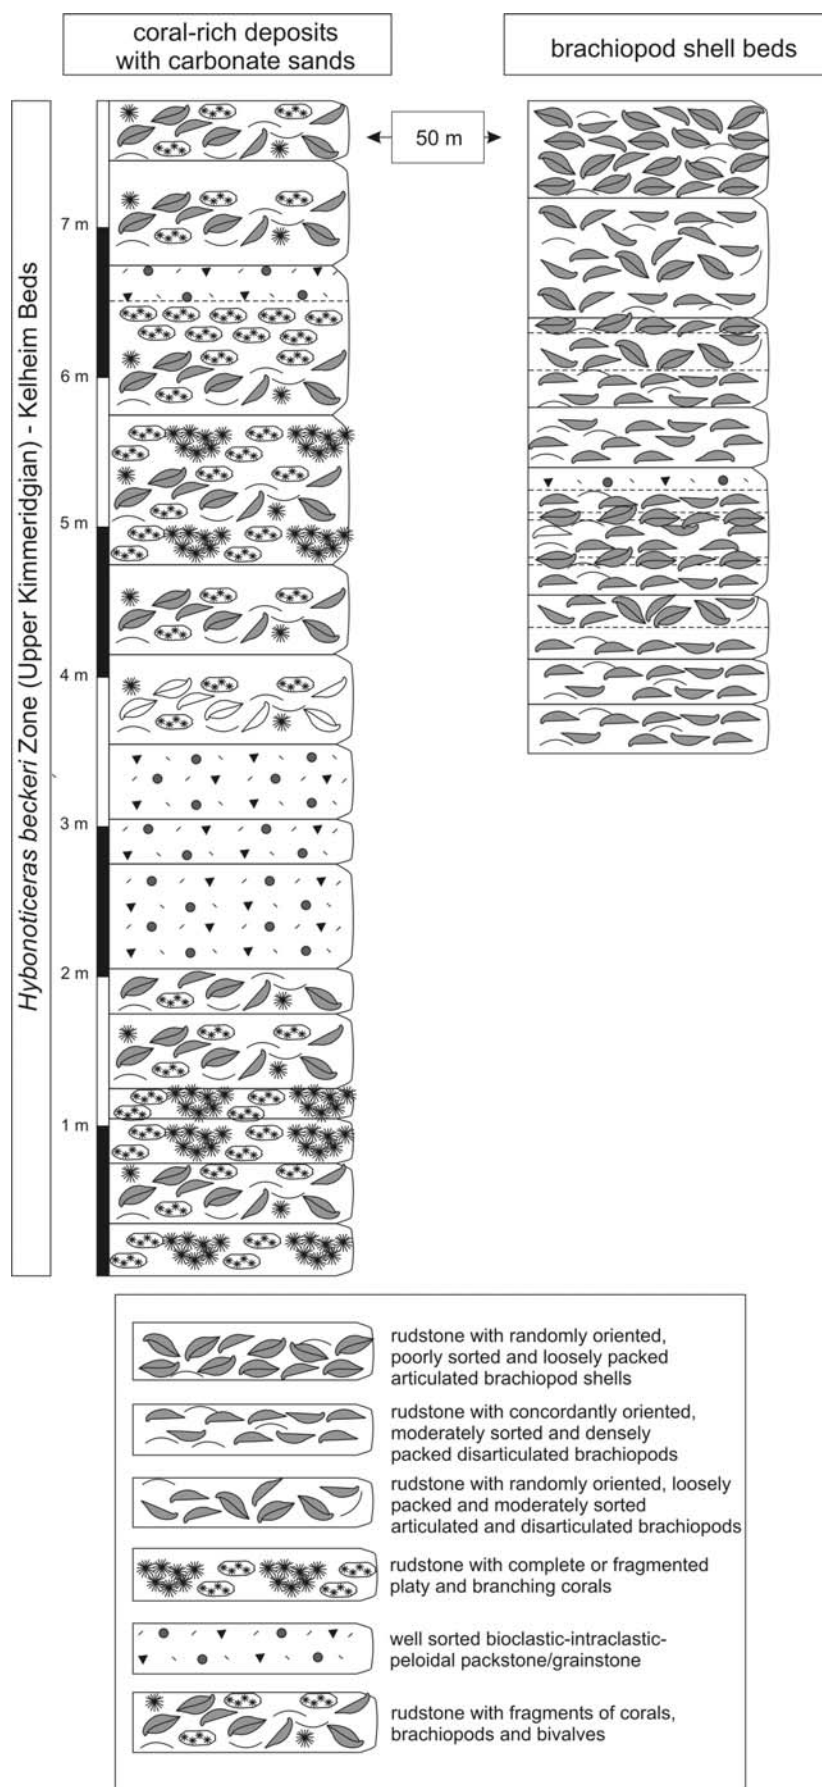 coral-rich deposits
with carbonate sands
brachiopod shell beds
50 m
Hybonoticeras beckeri Zone (Upper Kimmeridgian) - Kelheim Beds
7 m
6 m
5 m
4 m
3 m
2 m
1 m
rudstone with randomly oriented,
poorly sorted and loosely packed
articulated brachiopod shells
rudstone with concordantly oriented,
moderately sorted and densely
packed disarticulated brachiopods
rudstone with randomly oriented, loosely
packed and moderately sorted
articulated and disarticulated brachiopods
rudstone with complete or fragmented
platy and branching corals
well sorted bioclastic-intraclastic-
peloidal packstone/grainstone
rudstone with fragments of corals,
brachiopods and bivalves